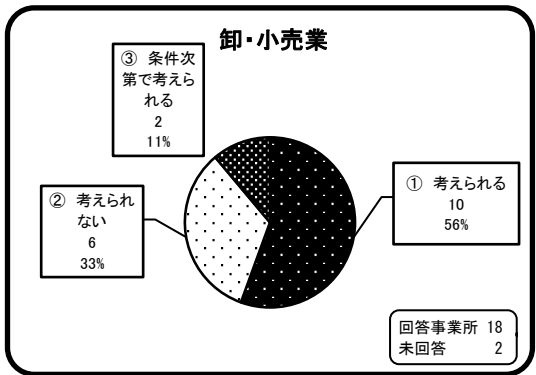 卸・小売業
③ 条件次
第で考えら
れる
2
11%
① 考えられる
10
56%
② 考えられ
ない
6
33%
回答事業所 18
未回答 2